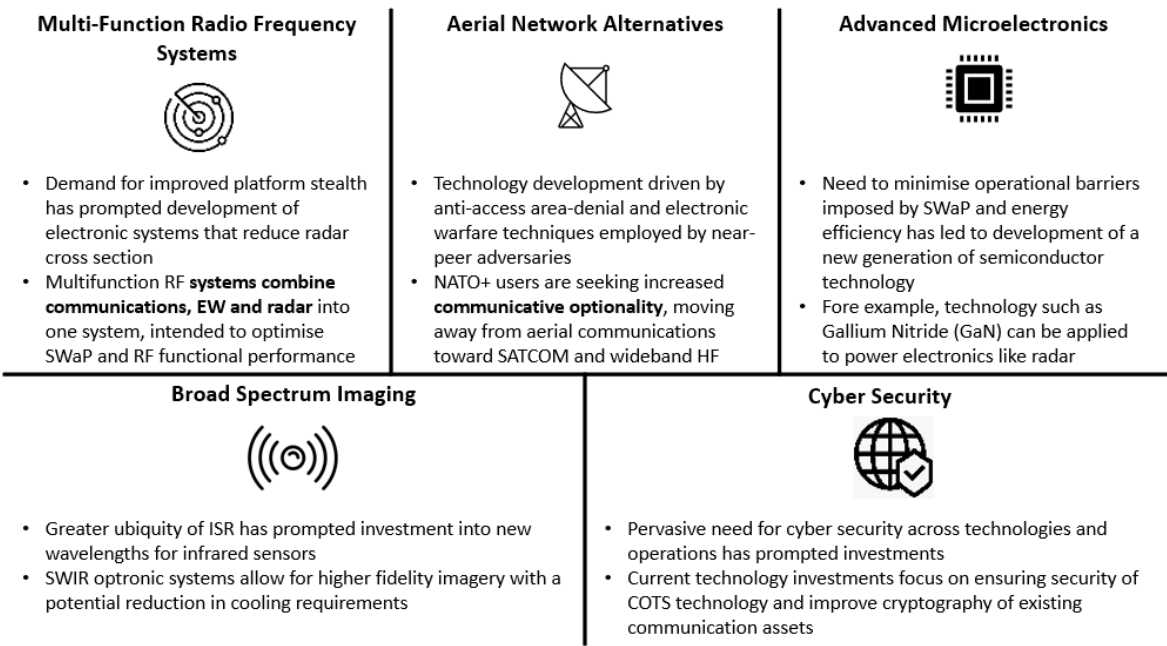 Multi-Function Radio Frequency
Systems
• Demand for improved platform stealth
has prompted development of
electronic systems that reduce radar
cross section
• Multifunction RF systems combine
communications, EW and radar into
one system, intended to optimise
SWaP and RF functional performance
Aerial Network Alternatives
• Technology development driven by
anti-access area-denial and electronic
warfare techniques employed by near-
peer adversaries
• NATO+ users are seeking increased
communicative optionality, moving
away from aerial communications
toward SATCOM and wideband HF
Advanced Microelectronics
• Need to minimise operational barriers
imposed by SWaP and energy
efficiency has led to development of a
new generation of semiconductor
technology
• Fore example, technology such as
Gallium Nitride (GaN) can be applied
to power electronics like radar
Broad Spectrum Imaging
• Greater ubiquity of ISR has prompted investment into new
wavelengths for infrared sensors
• SWIR optronic systems allow for higher fidelity imagery with a
potential reduction in cooling requirements
Cyber Security
• Pervasive need for cyber security across technologies and
operations has prompted investments
• Current technology investments focus on ensuring security of
COTS technology and improve cryptography of existing
communication assets